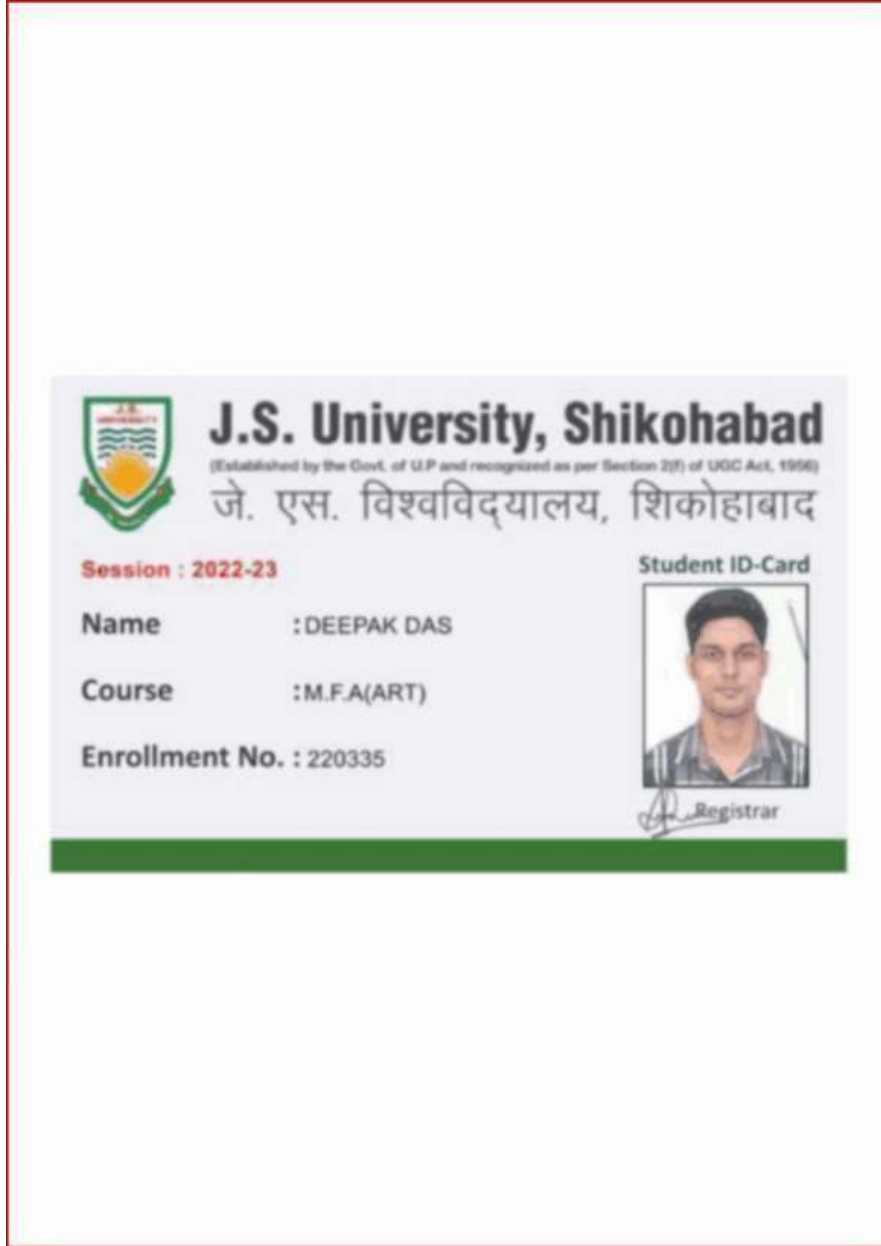 J.S.
UNIVERSITY
J.S. University, Shikohabad
(Established by the Govt. of U.P and recognized as per Section 2(f) of UGC Act, 1956)
जे. एस. विश्वविद्यालय, शिकोहाबाद
Session : 2022-23
Student ID-Card
Name : DEEPAK DAS
Course : M.F.A(ART)
Enrollment No. : 220335
Registrar